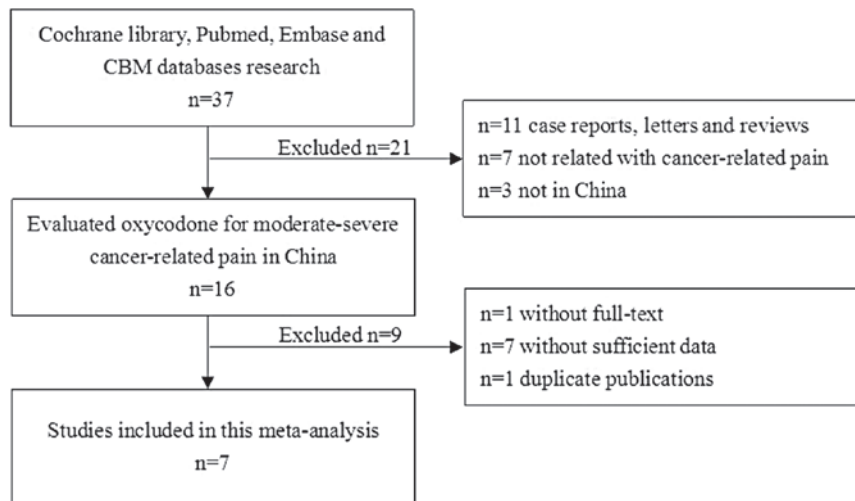 Cochrane library, Pubmed, Embase and
CBM databases research
n=37
Excluded n=21
n=11 case reports, letters and reviews
n=7 not related with cancer-related pain
n=3 not in China
Evaluated oxycodone for moderate-severe
cancer-related pain in China
n=16
Excluded n=9
n=1 without full-text
n=7 without sufficient data
n=1 duplicate publications
Studies included in this meta-analysis
n=7